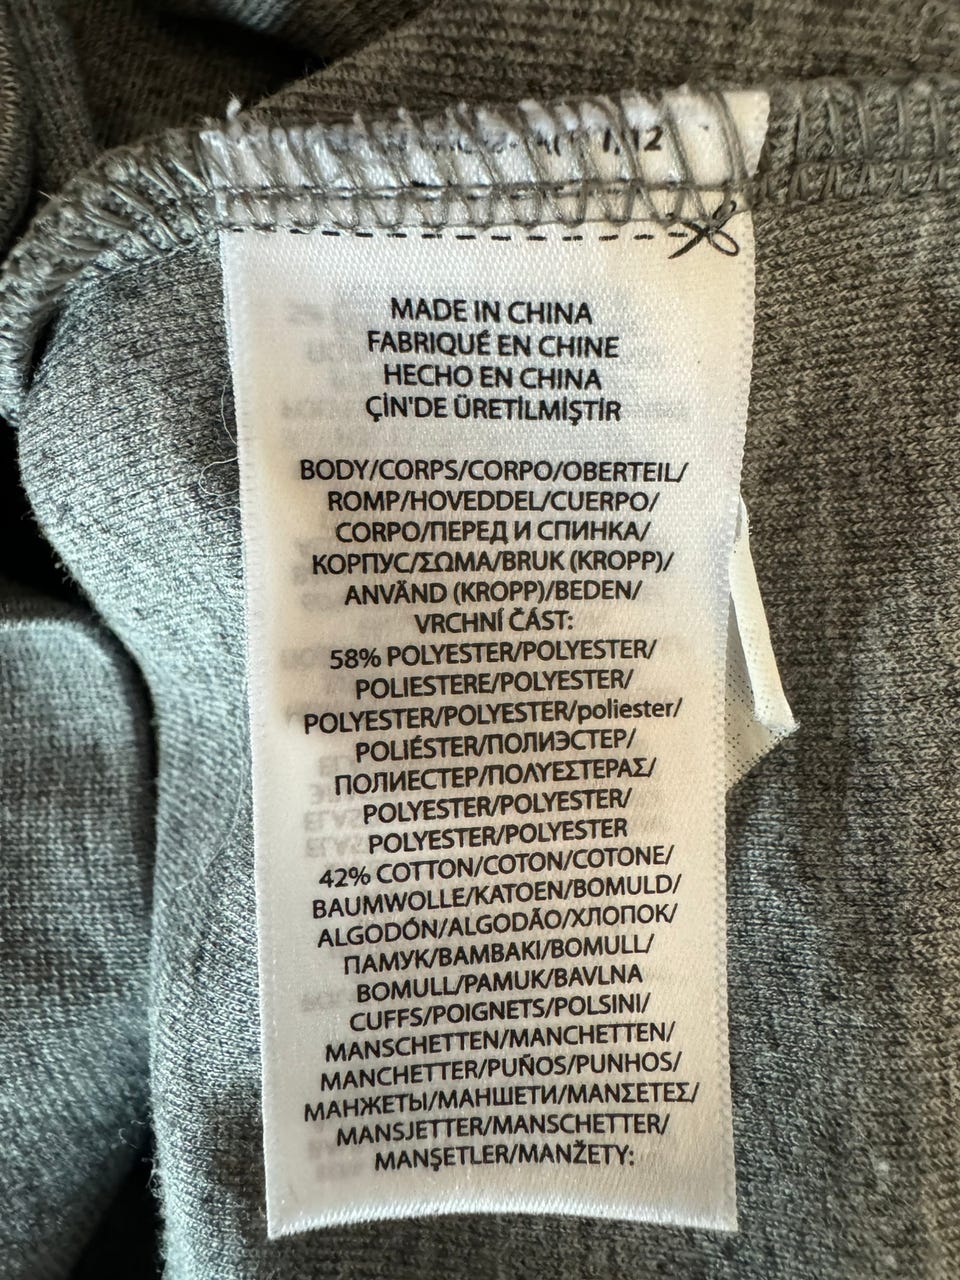 MADE IN CHINA
FABRIQUÉ EN CHINE
HECHO EN CHINA
ÇİN'DE ÜRETİLMİŞTİR
BODY/CORPS/CORPO/OBERTEIL/
ROMP/HOVEDDEL/CUERPO/
CORPO/ПЕРЕД И СПИНКА/
КОРПУС/ΣΩΜΑ/BRUK (KROPP)/
ANVÄND (KROPP)/BEDEN/
VRCHNÍ ČÁST:
58% POLYESTER/POLYESTER/
POLIESTERE/POLYESTER/
POLYESTER/POLYESTER/poliester/
POLIÉSTER/ПОЛИЭСТЕР/
ПОЛИЕСТЕР/ΠΟΛΥΕΣΤΕΡΑΣ/
POLYESTER/POLYESTER/
POLYESTER/POLYESTER
42% COTTON/COTON/COTONE/
BAUMWOLLE/KATOEN/BOMULD/
ALGODÓN/ALGODÃO/ХЛОПОК/
ПАМУК/ΒΑΜΒΑΚΙ/BOMULL/
BOMULL/PAMUK/BAVLNA
CUFFS/POIGNETS/POLSINI/
MANSCHETTEN/MANCHETTEN/
MANCHETTER/PUÑOS/PUNHOS/
МАНЖЕТЫ/МАНШЕТИ/ΜΑΝΣΕΤΕΣ/
MANSJETTER/MANSCHETTER/
MANŞETLER/MANŽETY: